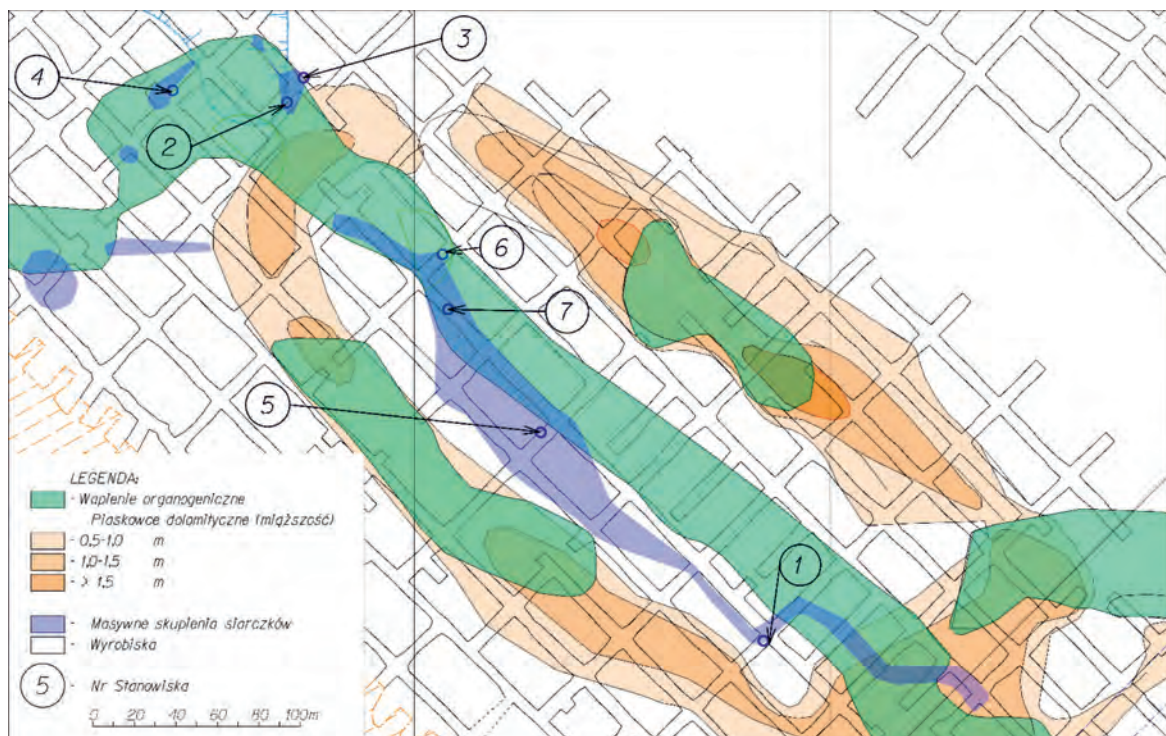 4
3
2
6
7
5
1
LEGENDA:
- Wapienie organogeniczne
Piaskowce dolomityczne (miąższość)
- 0,5-1,0 m
- 1,0-1,5 m
- > 1,5 m
- Masywne skupienia siarczków
- Wyrobiska
5 - Nr Stanowiska
0 20 40 60 80 100m